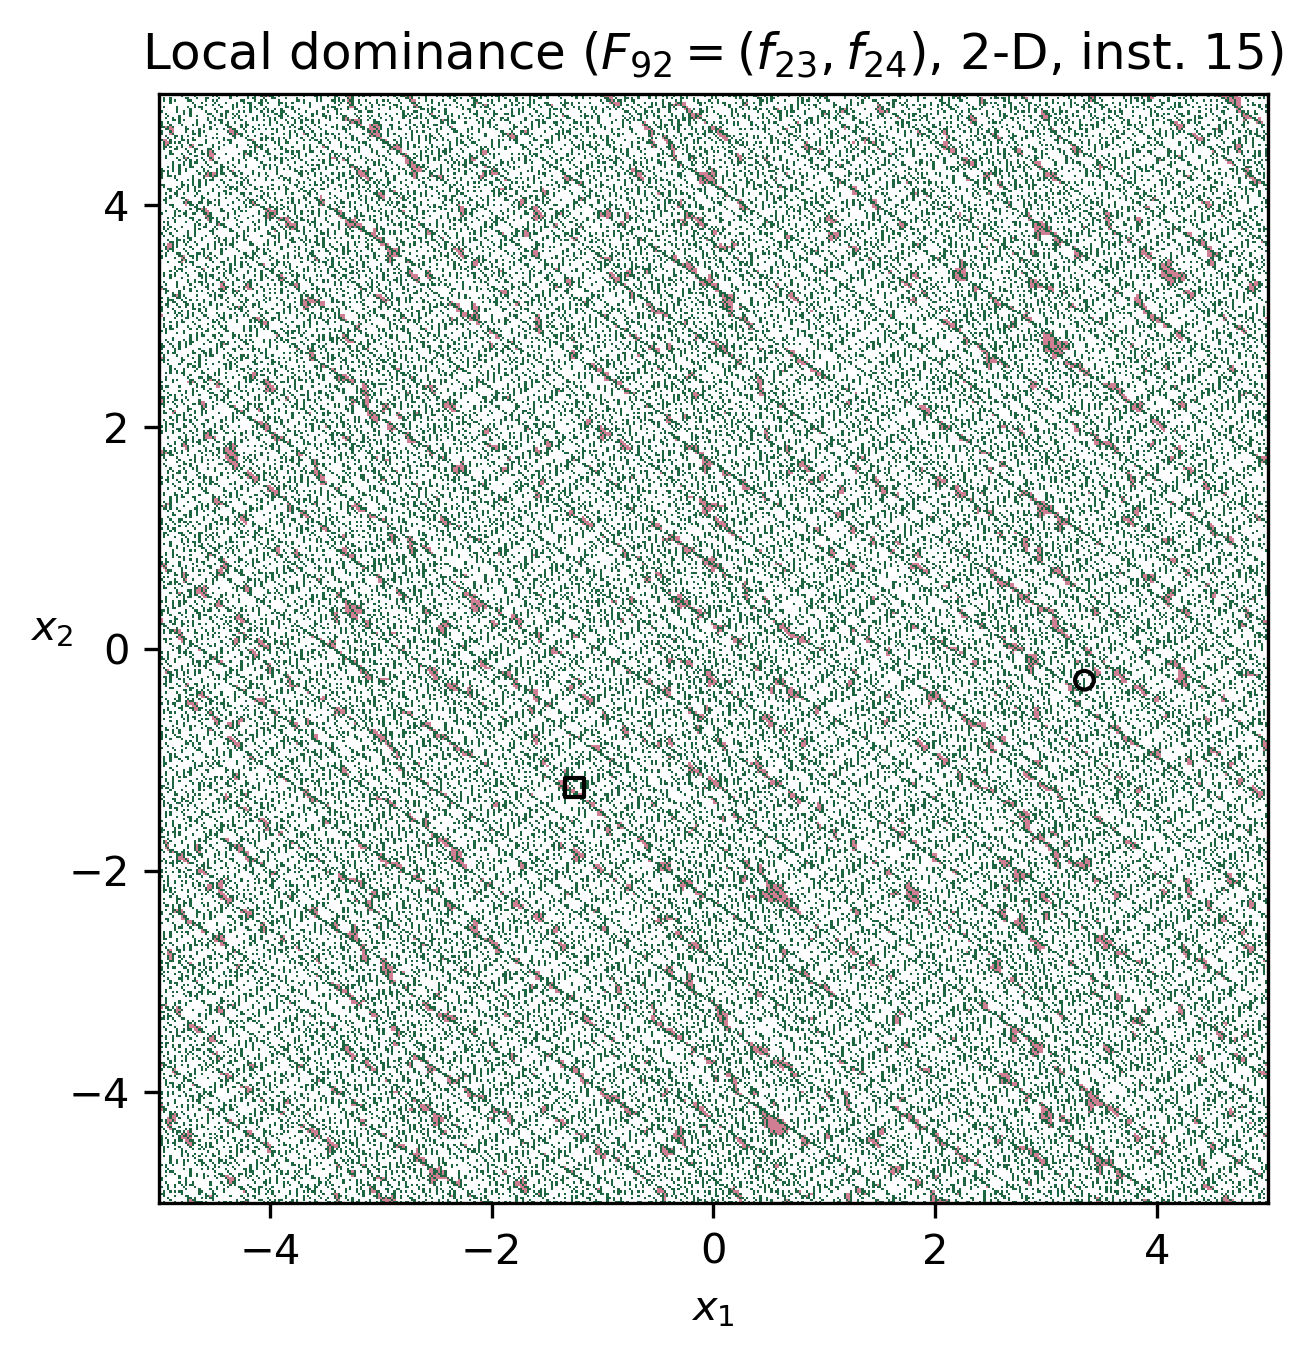 Local dominance (F₉₂ = (f₂₃, f₂₄), 2-D, inst. 15)
4
2
x₂
0
−2
−4
−4 −2 0 2 4
x₁